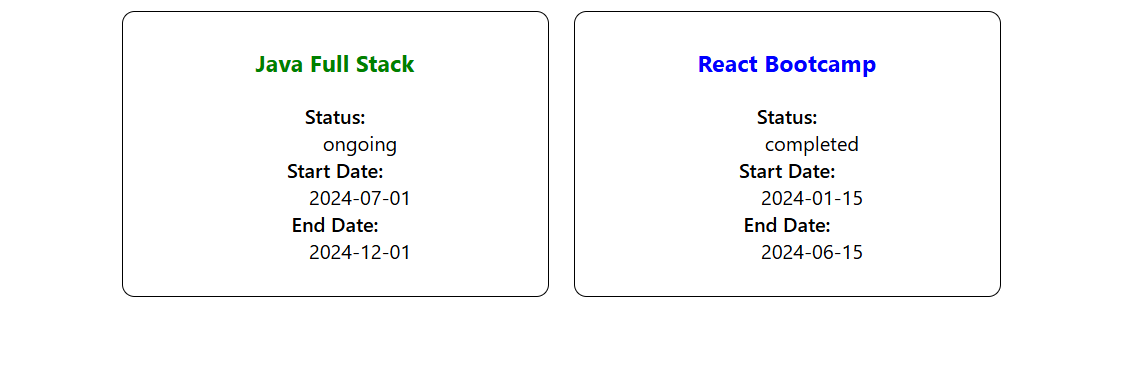 Java Full Stack
Status:
ongoing
Start Date:
2024-07-01
End Date:
2024-12-01
React Bootcamp
Status:
completed
Start Date:
2024-01-15
End Date:
2024-06-15